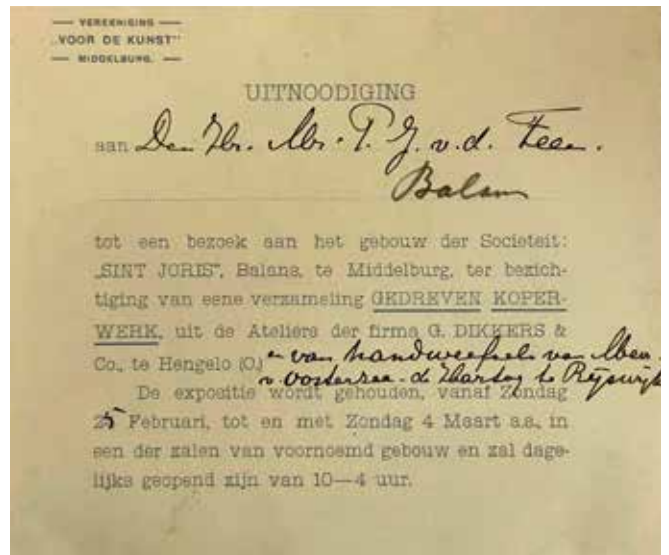 VEREENIGING
„VOOR DE KUNST"
MIDDELBURG.
UITNOODIGING
aan Den Hr. Mr. P. J. v. d. Feen.
Balans
tot een bezoek aan het gebouw der Societeit:
„SINT JORIS", Balans, te Middelburg, ter bezich-
tiging van eene verzameling GEDREVEN KOPER-
WERK, uit de Ateliers der firma G. DIKKERS &
Co., te Hengelo (O.) en van handweefsels van Mevr.
v. Oosterzee - de Hartog te Rijswijk
De expositie wordt gehouden, vanaf Zondag
25 Februari, tot en met Zondag 4 Maart a.s., in
een der zalen van voornoemd gebouw en zal dage-
lijks geopend zijn van 10—4 uur.